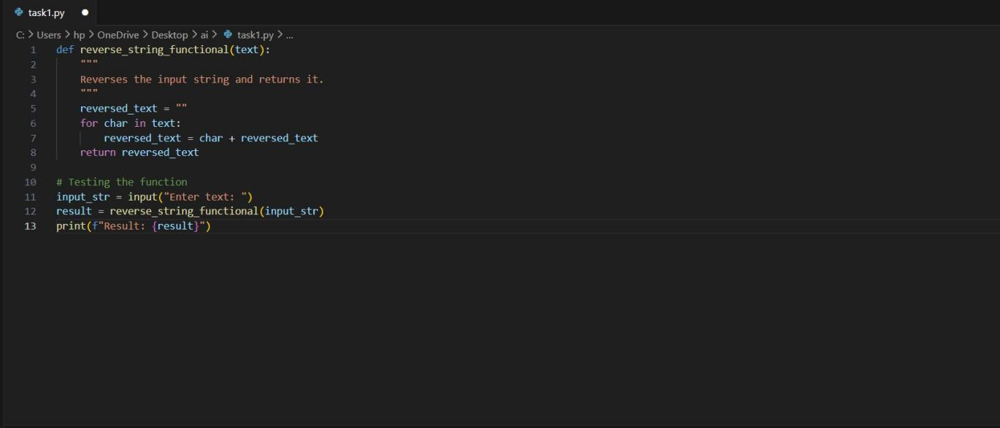 task1.py
C: > Users > hp > OneDrive > Desktop > ai > task1.py > ...
1 def reverse_string_functional(text):
2     """
3     Reverses the input string and returns it.
4     """
5     reversed_text = ""
6     for char in text:
7         reversed_text = char + reversed_text
8     return reversed_text
9
10 # Testing the function
11 input_str = input("Enter text: ")
12 result = reverse_string_functional(input_str)
13 print(f"Result: {result}")